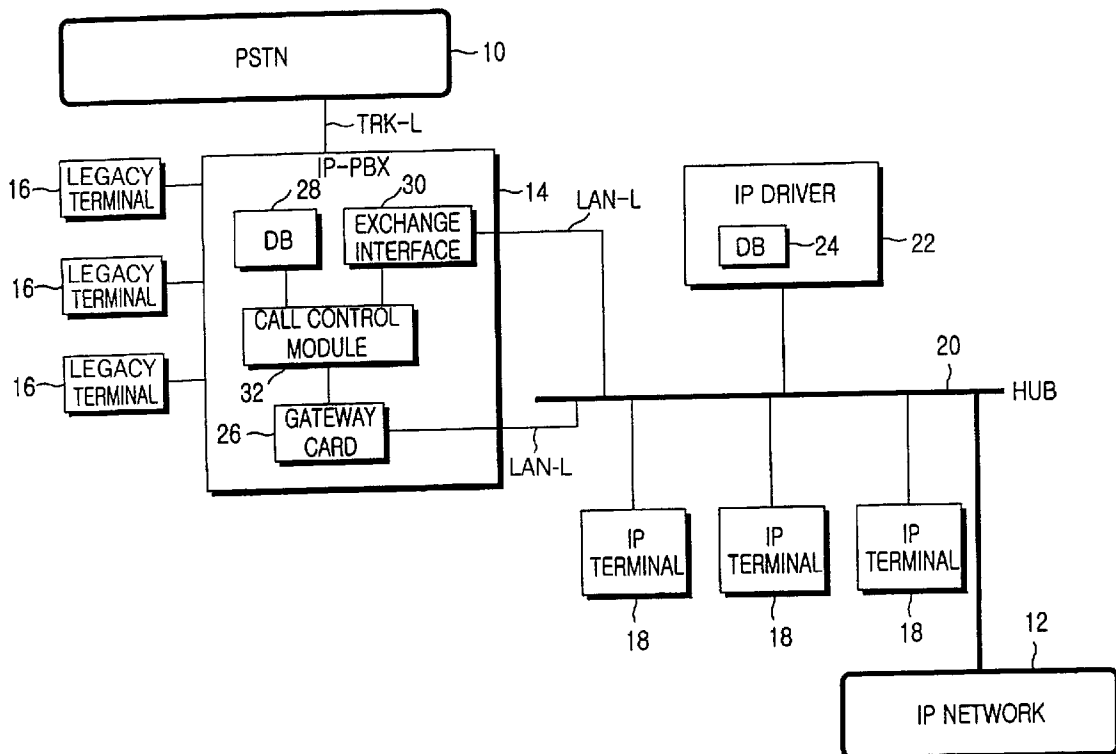 PSTN
10
TRK-L
IP-PBX
14
16
LEGACY
TERMINAL
16
LEGACY
TERMINAL
16
LEGACY
TERMINAL
28
DB
30
EXCHANGE
INTERFACE
CALL CONTROL
MODULE
32
26
GATEWAY
CARD
LAN-L
LAN-L
IP DRIVER
DB
24
22
20
HUB
IP
TERMINAL
18
IP
TERMINAL
18
IP
TERMINAL
18
12
IP NETWORK